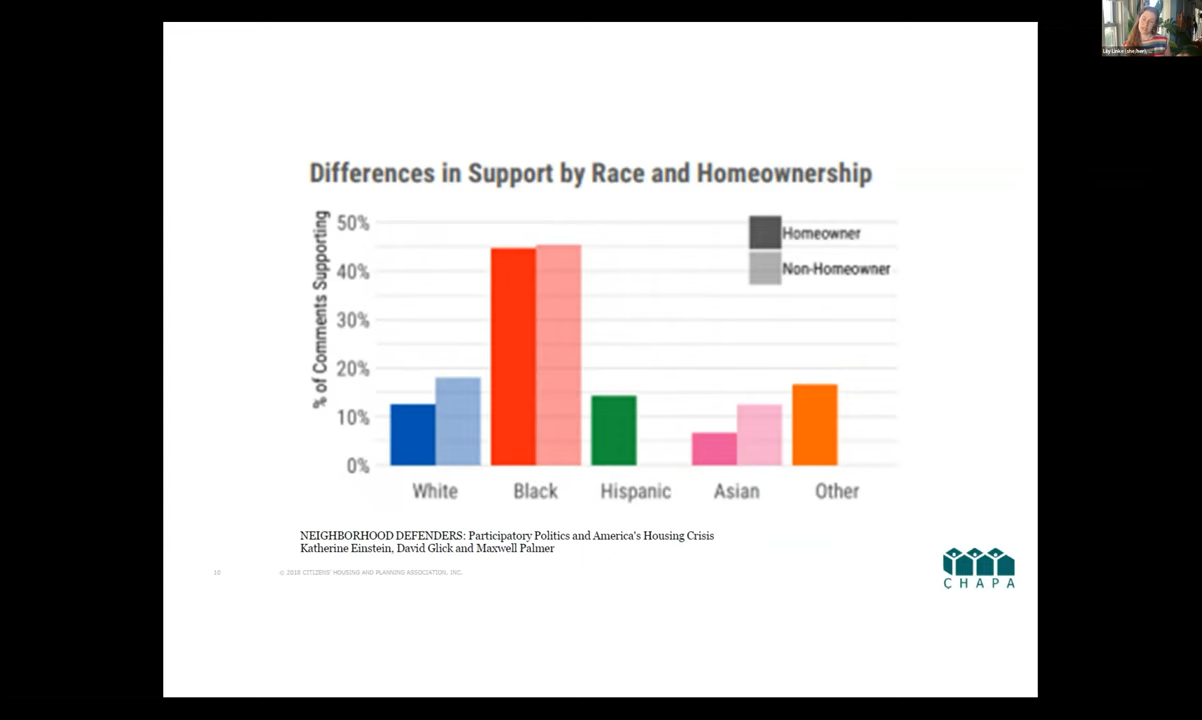 Differences in Support by Race and Homeownership
% of Comments Supporting
50%
40%
30%
20%
10%
0%
Homeowner
Non-Homeowner
White Black Hispanic Asian Other
NEIGHBORHOOD DEFENDERS: Participatory Politics and America's Housing Crisis
Katherine Einstein, David Glick and Maxwell Palmer
10 © 2018 CITIZENS' HOUSING AND PLANNING ASSOCIATION, INC.
CHAPA